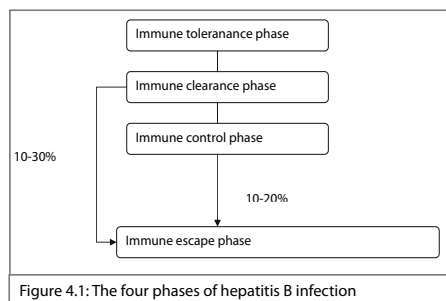 Immune toleranance phase
Immune clearance phase
Immune control phase
10-30%
10-20%
Immune escape phase
Figure 4.1: The four phases of hepatitis B infection